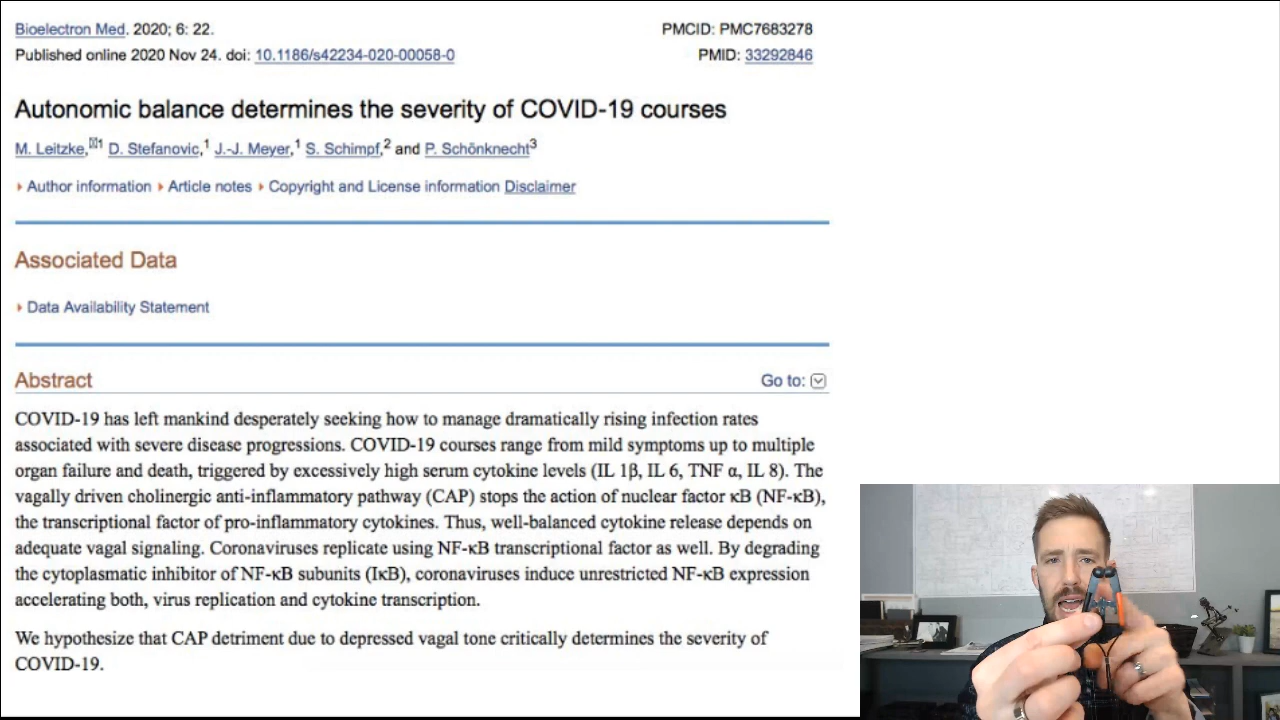 Bioelectron Med. 2020; 6: 22.
PMCID: PMC7683278
Published online 2020 Nov 24. doi: 10.1186/s42234-020-00058-0
PMID: 33292846
Autonomic balance determines the severity of COVID-19 courses
M. Leitzke,✉1 D. Stefanovic,1 J.-J. Meyer,1 S. Schimpf,2 and P. Schönknecht3
Author information Article notes Copyright and License information Disclaimer
Associated Data
Data Availability Statement
Abstract
Go to:
COVID-19 has left mankind desperately seeking how to manage dramatically rising infection rates
associated with severe disease progressions. COVID-19 courses range from mild symptoms up to multiple
organ failure and death, triggered by excessively high serum cytokine levels (IL 1β, IL 6, TNF α, IL 8). The
vagally driven cholinergic anti-inflammatory pathway (CAP) stops the action of nuclear factor κB (NF-κB),
the transcriptional factor of pro-inflammatory cytokines. Thus, well-balanced cytokine release depends on
adequate vagal signaling. Coronaviruses replicate using NF-κB transcriptional factor as well. By degrading
the cytoplasmatic inhibitor of NF-κB subunits (IκB), coronaviruses induce unrestricted NF-κB expression
accelerating both, virus replication and cytokine transcription.
We hypothesize that CAP detriment due to depressed vagal tone critically determines the severity of
COVID-19.